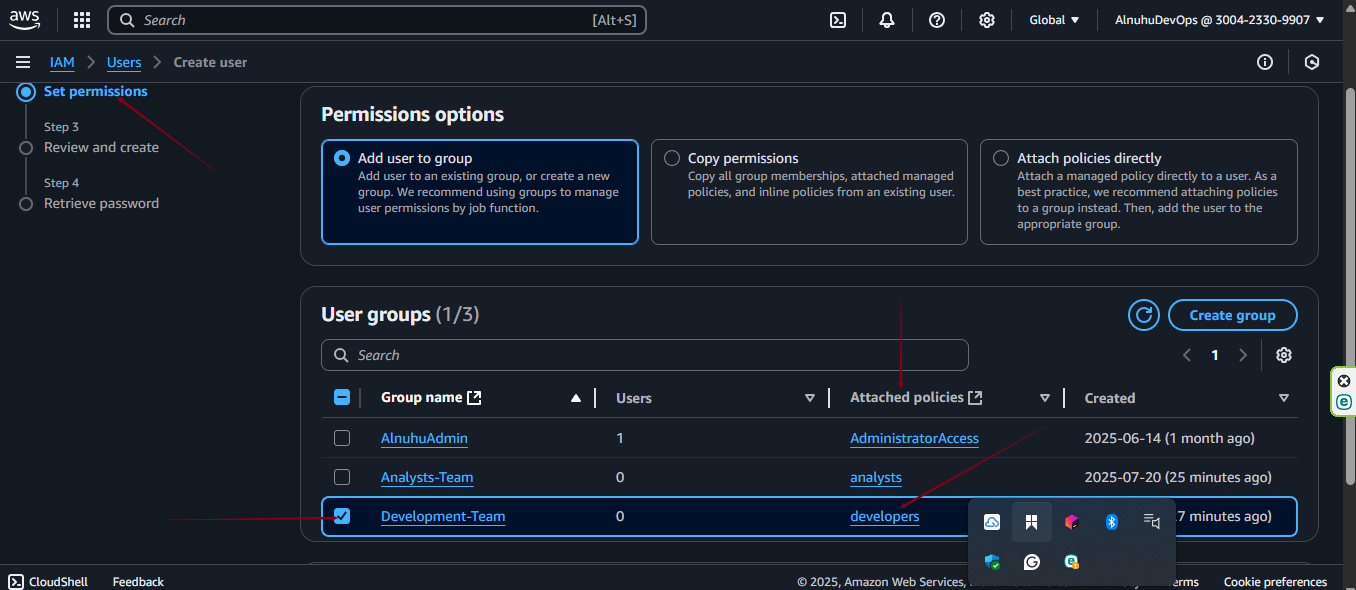 aws
Search [Alt+S]
Global
AlnuhuDevOps @ 3004-2330-9907
IAM
Users
Create user
Set permissions
Step 3
Review and create
Step 4
Retrieve password
Permissions options
Add user to group
Add user to an existing group, or create a new
group. We recommend using groups to manage
user permissions by job function.
Copy permissions
Copy all group memberships, attached managed
policies, and inline policies from an existing user.
Attach policies directly
Attach a managed policy directly to a user. As a
best practice, we recommend attaching policies
to a group instead. Then, add the user to the
appropriate group.
User groups (1/3)
Create group
Search
1
Group name Users Attached policies Created
AlnuhuAdmin 1 AdministratorAccess 2025-06-14 (1 month ago)
Analysts-Team 0 analysts 2025-07-20 (25 minutes ago)
Development-Team 0 developers 7 minutes ago)
CloudShell Feedback © 2025, Amazon Web Services, Cookie preferences